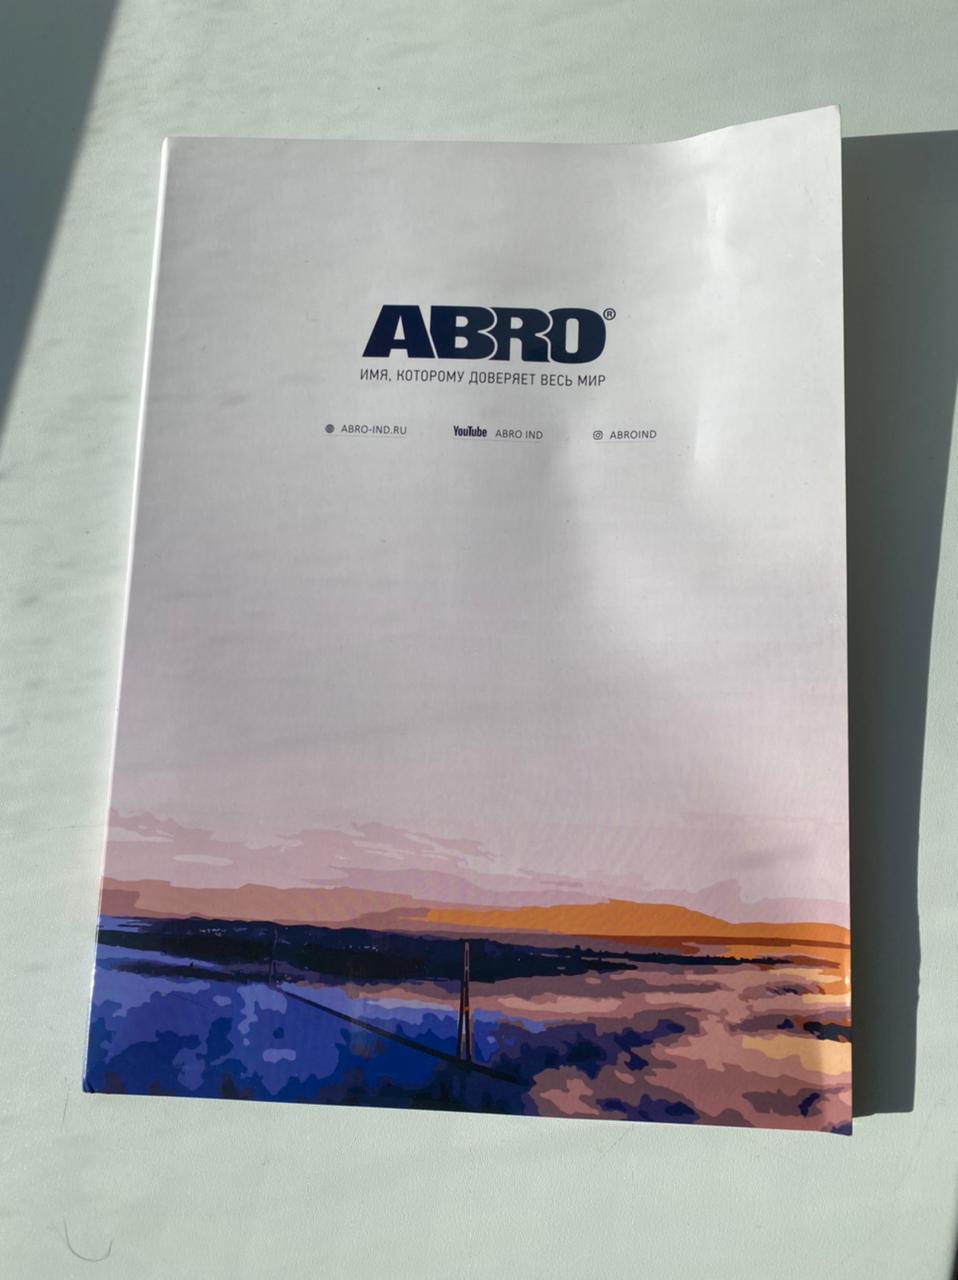 ABRO®
ИМЯ, КОТОРОМУ ДОВЕРЯЕТ ВЕСЬ МИР
ABRO-IND.RU YouTube ABRO IND ABROIND